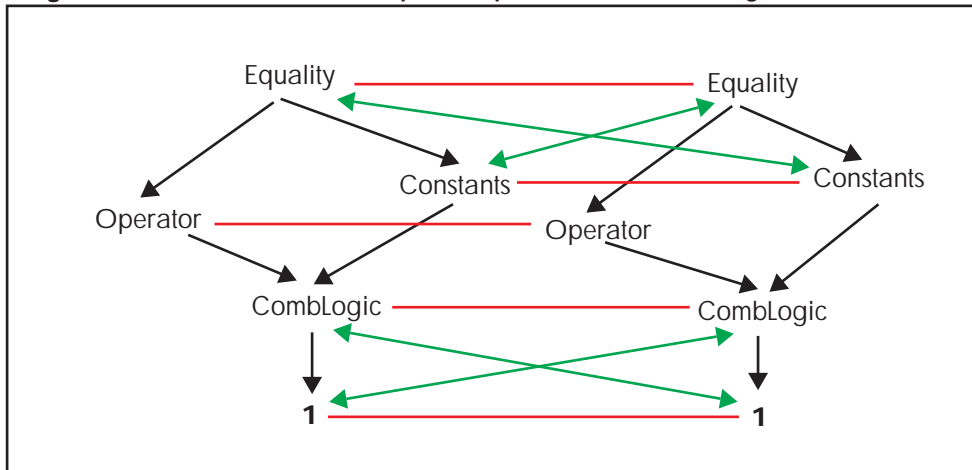 Equality Equality
Constants Constants
Operator Operator
CombLogic CombLogic
1 1